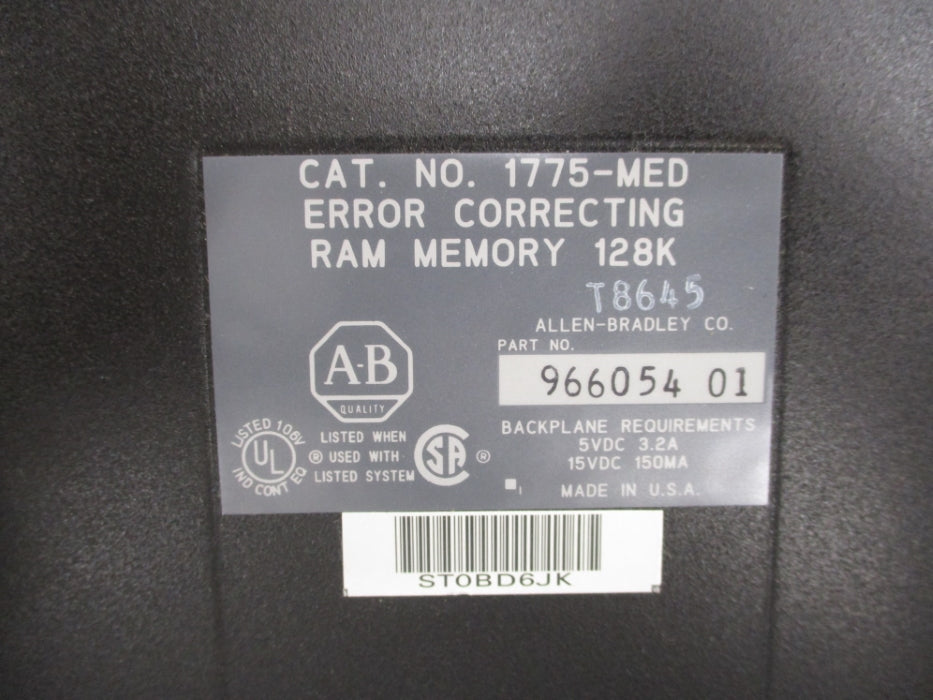 CAT. NO. 1775-MED
ERROR CORRECTING
RAM MEMORY 128K
T8645
ALLEN-BRADLEY CO.
PART NO.
966054 01
A-B
QUALITY
BACKPLANE REQUIREMENTS
5VDC 3.2A
15VDC 150MA
MADE IN U.S.A.
LISTED 106V
UL
IND CONT EQ
®
LISTED WHEN
USED WITH
LISTED SYSTEM
SA
®
ST0BD6JK